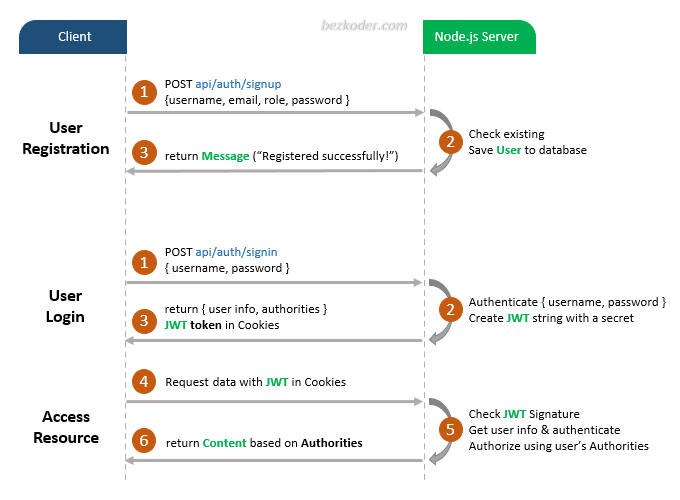 bezkoder.com
Client
Node.js Server
1
POST api/auth/signup
{username, email, role, password }
User
Registration
2
Check existing
Save User to database
3
return Message (“Registered successfully!”)
1
POST api/auth/signin
{ username, password }
User
Login
2
Authenticate { username, password }
Create JWT string with a secret
3
return { user info, authorities }
JWT token in Cookies
4
Request data with JWT in Cookies
Access
Resource
5
Check JWT Signature
Get user info & authenticate
Authorize using user’s Authorities
6
return Content based on Authorities